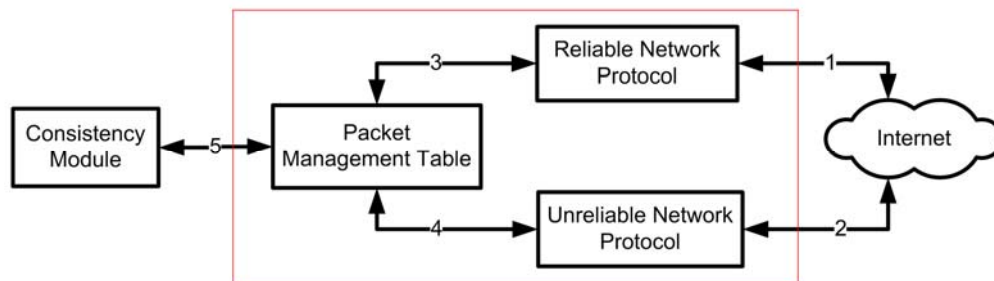 Reliable Network
Protocol
3
1
Consistency
Module
5
Packet
Management Table
Internet
4
Unreliable Network
Protocol
2